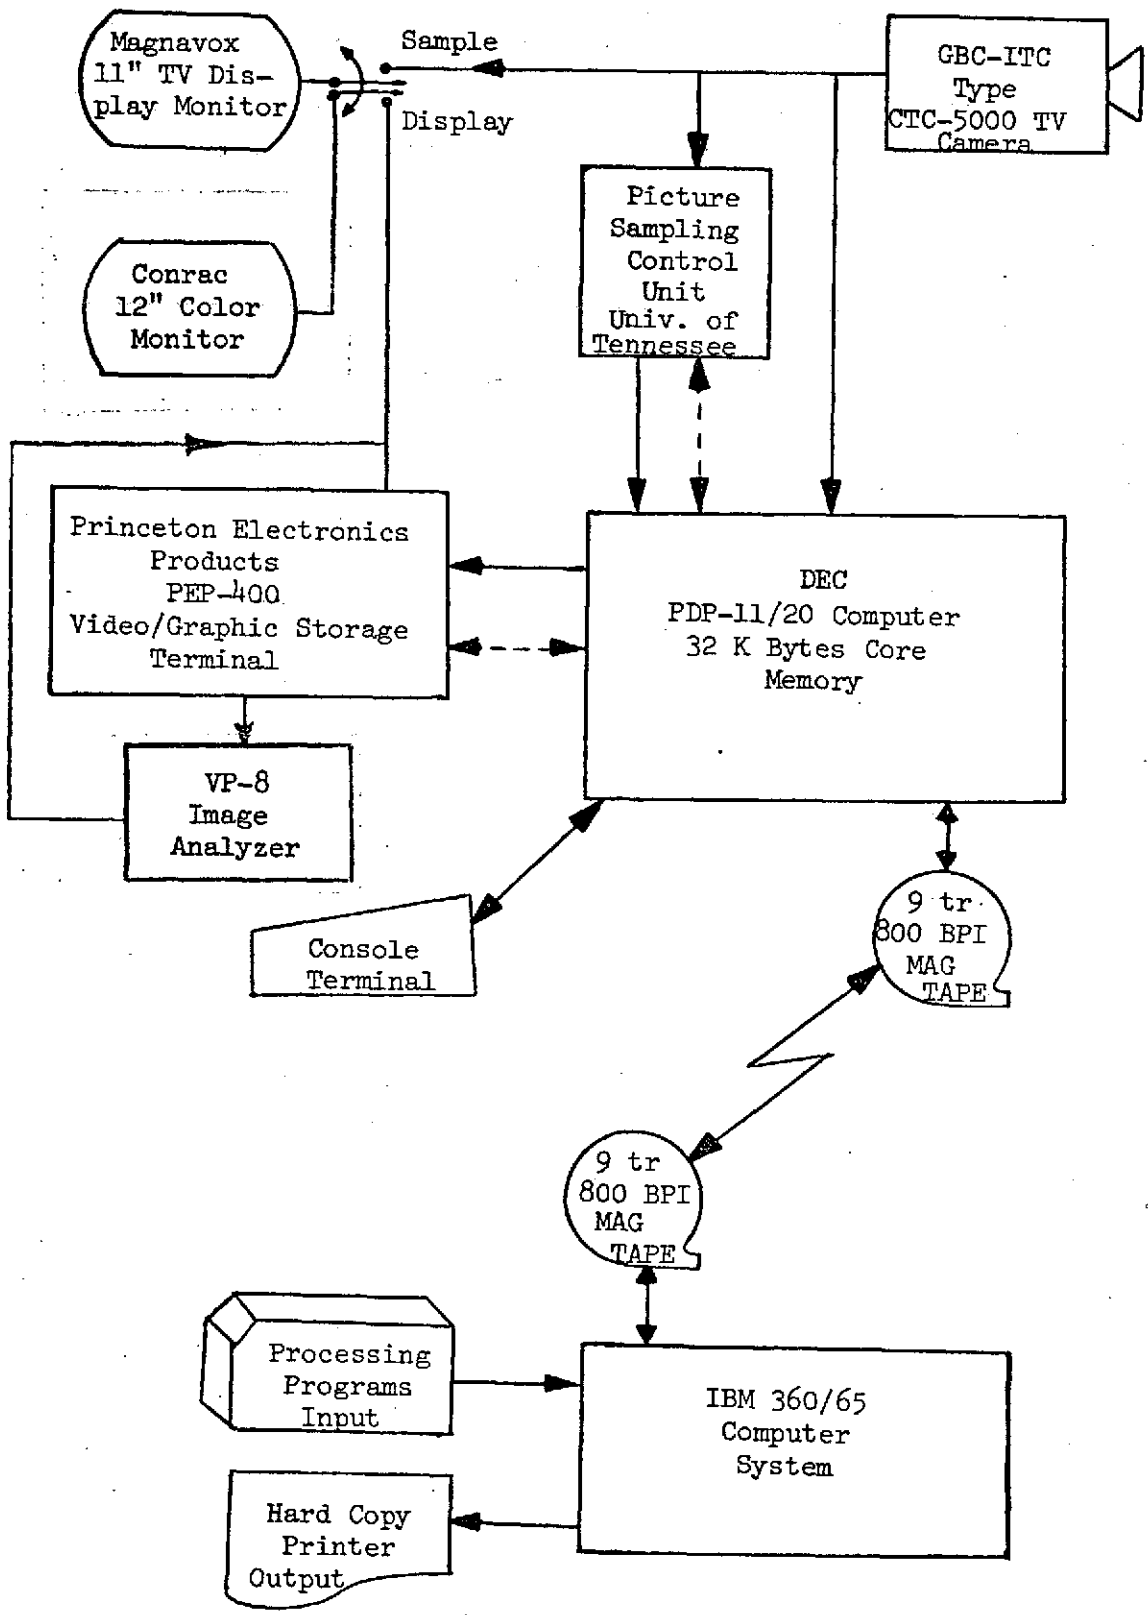 Magnavox
11" TV Dis-
play Monitor
Sample
Display
GBC-ITC
Type
CTC-5000 TV
Camera
Picture
Sampling
Control
Unit
Univ. of
Tennessee
Conrac
12" Color
Monitor
Princeton Electronics
Products
PEP-400
Video/Graphic Storage
Terminal
DEC
PDP-11/20 Computer
32 K Bytes Core
Memory
VP-8
Image
Analyzer
Console
Terminal
9 tr
800 BPI
MAG
TAPE
9 tr
800 BPI
MAG
TAPE
Processing
Programs
Input
IBM 360/65
Computer
System
Hard Copy
Printer
Output